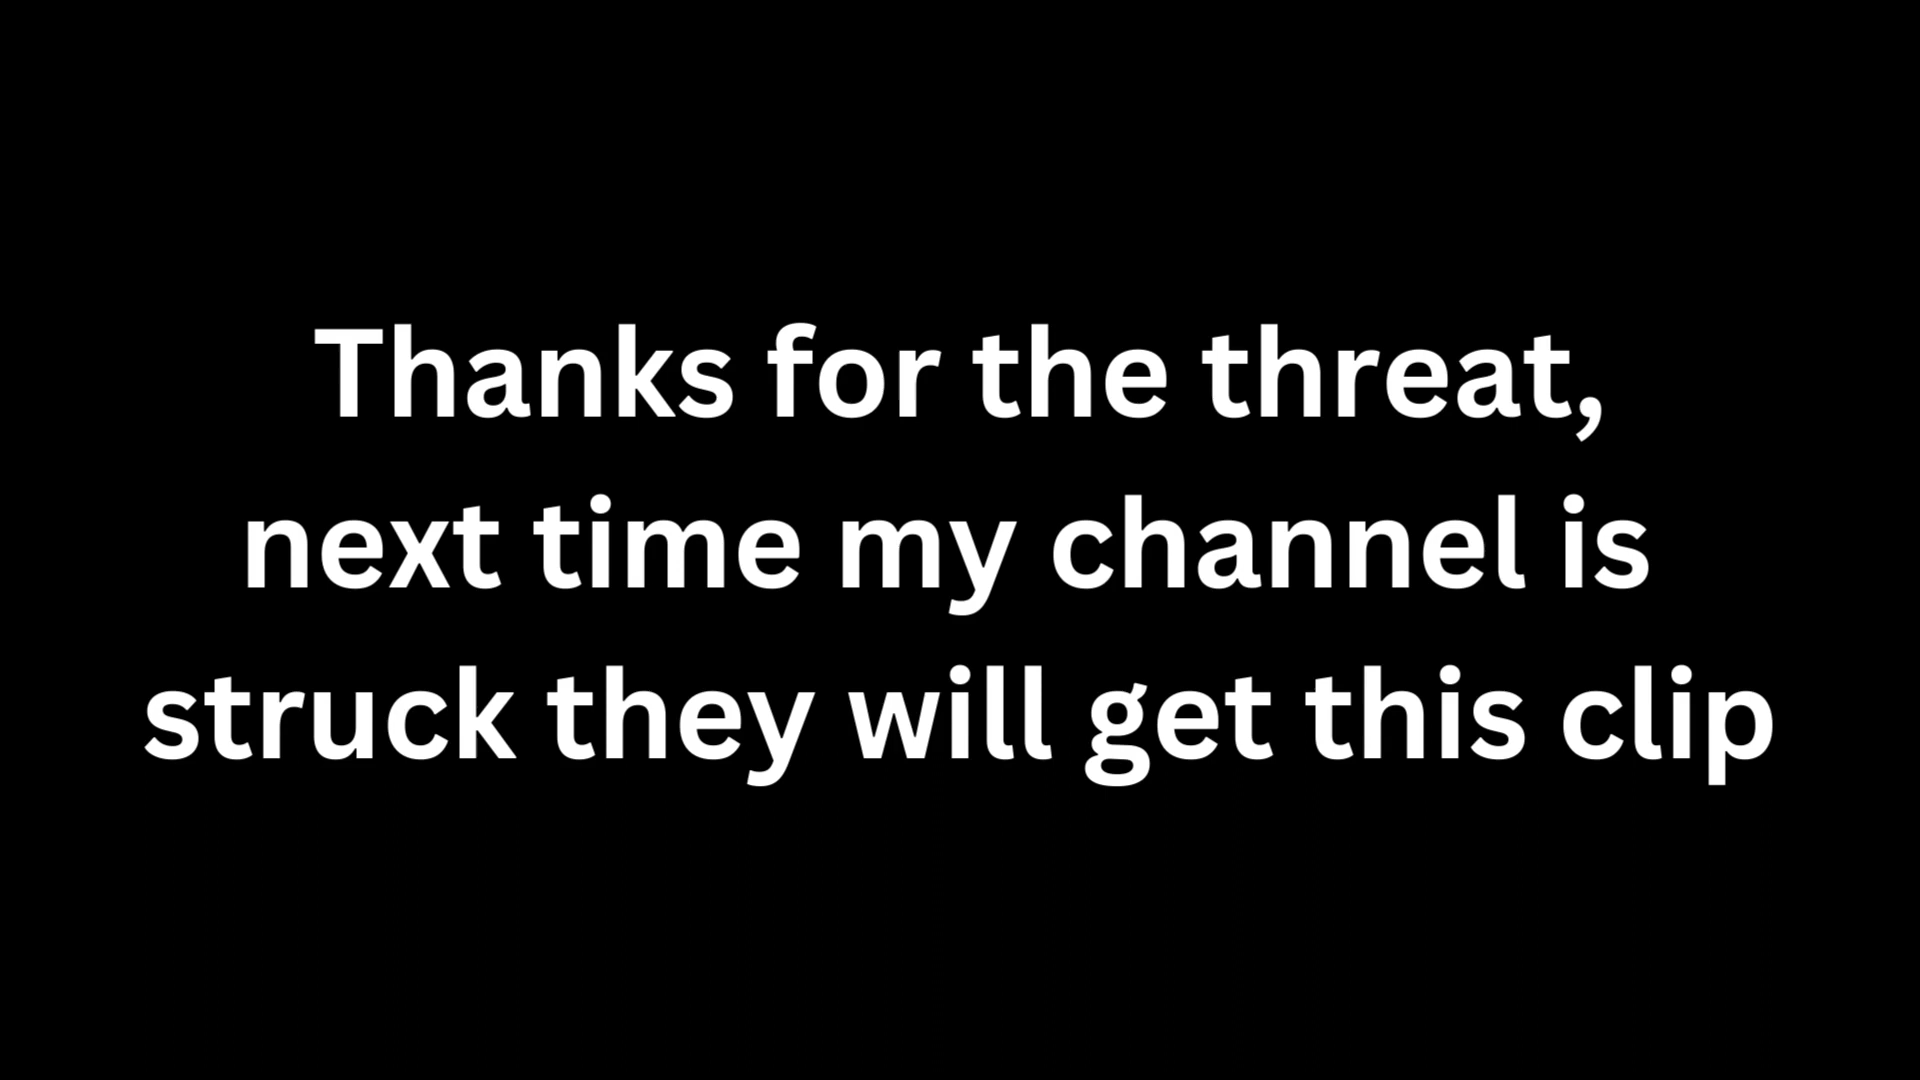 Thanks for the threat,
next time my channel is
struck they will get this clip